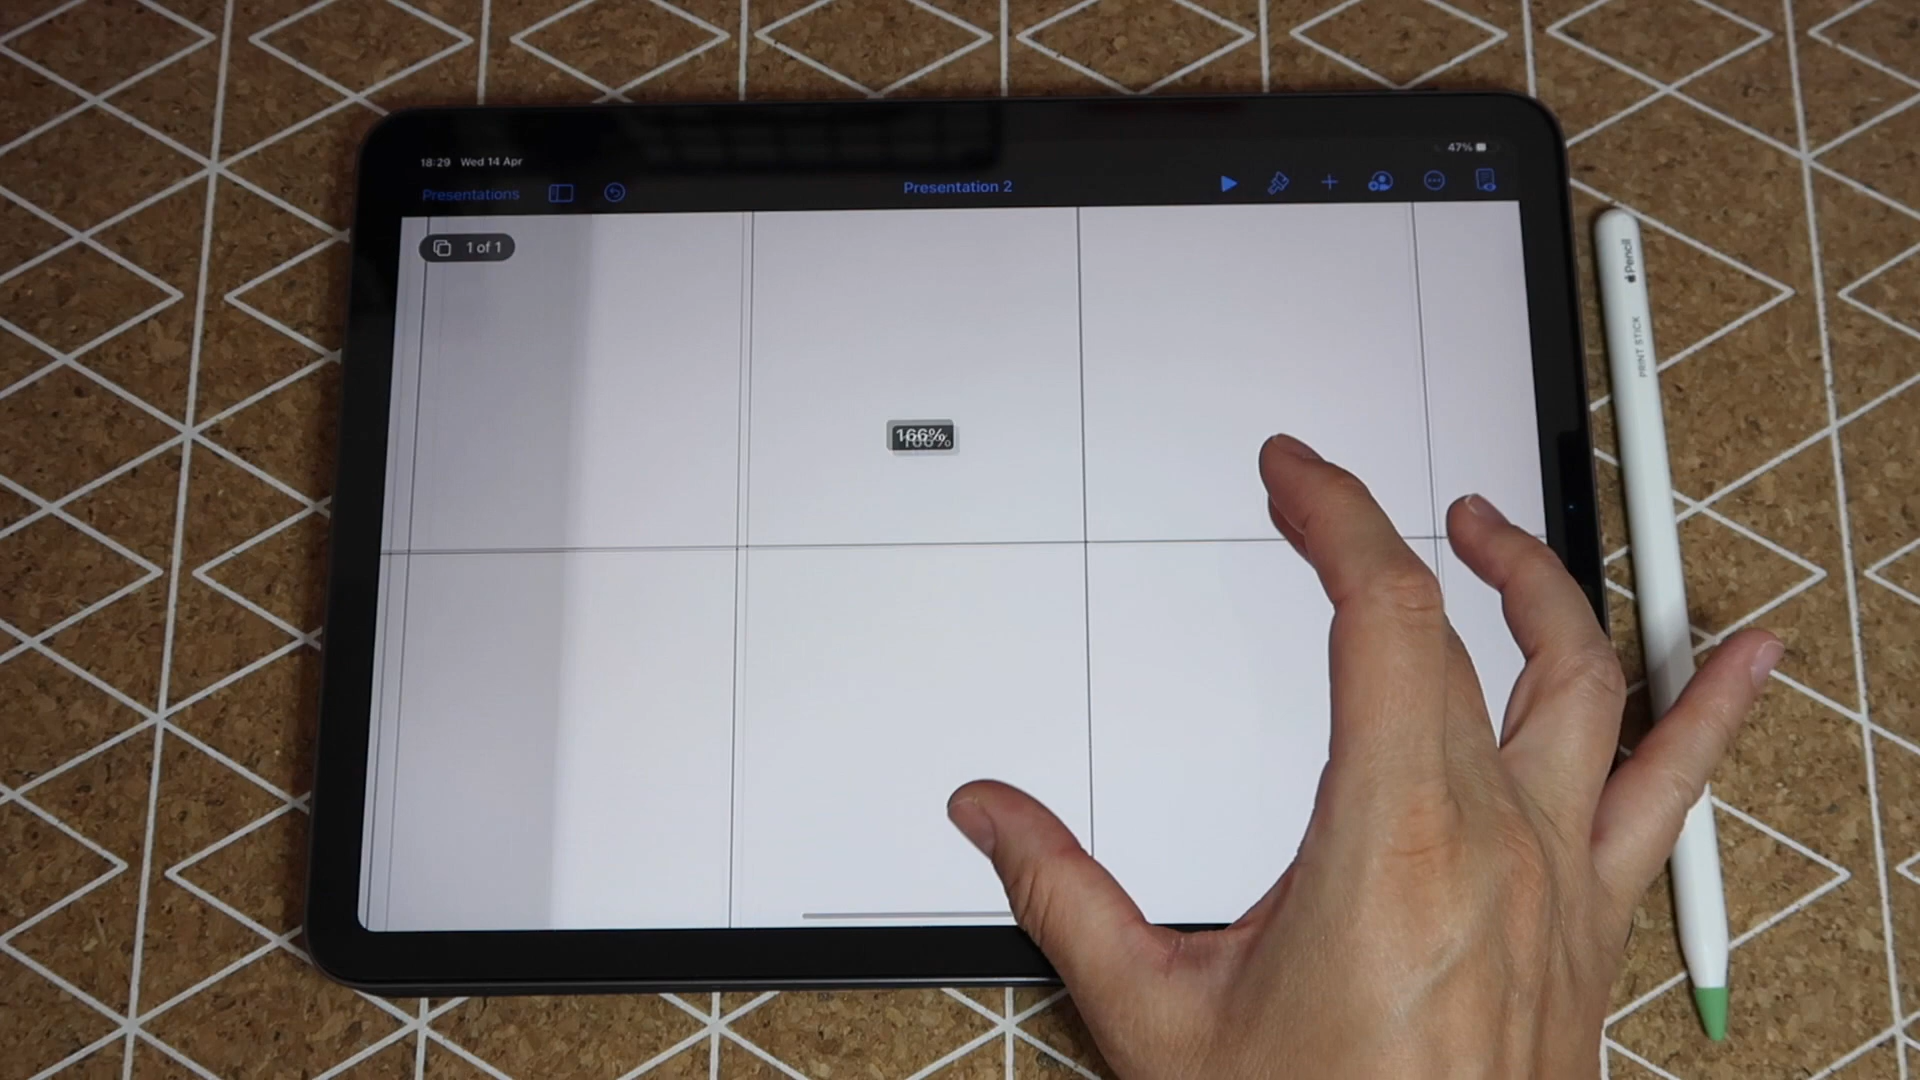 18:29 Wed 14 Apr
47%
Presentations
Presentation 2
1 of 1
166%
Pencil
PRINT STICK